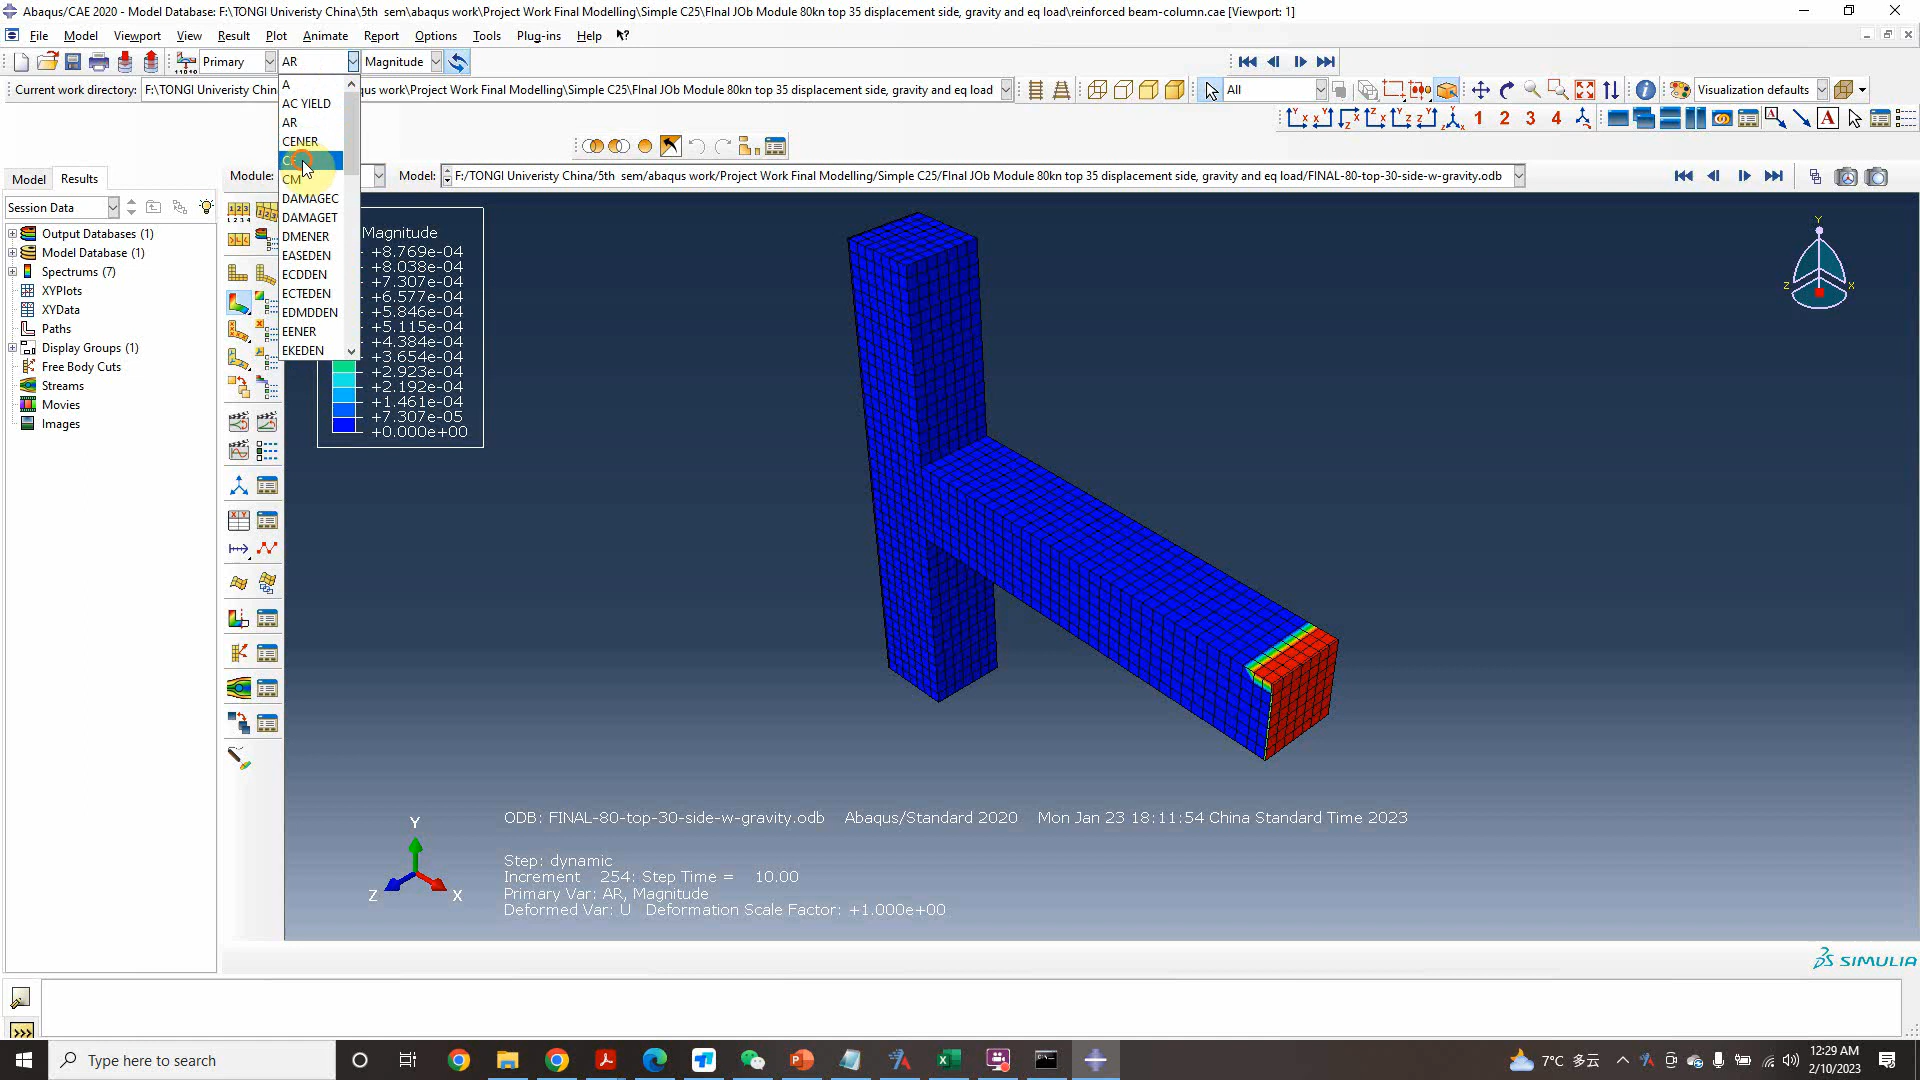 Abaqus/CAE 2020 - Model Database: F:\TONGI Univeristy China\5th  sem\abaqus work\Project Work Final Modelling\Simple C25\FInal JOb Module 80kn top 35 displacement side, gravity and eq load\reinforced beam-column.cae [Viewport: 1]
File Model Viewport View Result Plot Animate Report Options Tools Plug-ins Help
Primary AR Magnitude
Current work directory: F:\TONGI Univeristy Chin
qus work\Project Work Final Modelling\Simple C25\FInal JOb Module 80kn top 35 displacement side, gravity and eq load
All
Visualization defaults
1 2 3 4
A
AC YIELD
AR
CENER
CM
DAMAGEC
DAMAGET
DMENER
EASEDEN
ECDDEN
ECTEDEN
EDMDDEN
EENER
EKEDEN
Model Results
Module:
Model: F:/TONGI Univeristy China/5th  sem/abaqus work/Project Work Final Modelling/Simple C25/FInal JOb Module 80kn top 35 displacement side, gravity and eq load/FINAL-80-top-30-side-w-gravity.odb
Session Data
Output Databases (1)
Model Database (1)
Spectrums (7)
XYPlots
XYData
Paths
Display Groups (1)
Free Body Cuts
Streams
Movies
Images
Magnitude
+8.769e-04
+8.038e-04
+7.307e-04
+6.577e-04
+5.846e-04
+5.115e-04
+4.384e-04
+3.654e-04
+2.923e-04
+2.192e-04
+1.461e-04
+7.307e-05
+0.000e+00
Y
Z X
Y
Z X
ODB: FINAL-80-top-30-side-w-gravity.odb    Abaqus/Standard 2020    Mon Jan 23 18:11:54 China Standard Time 2023
Step: dynamic
Increment    254: Step Time =    10.00
Primary Var: AR, Magnitude
Deformed Var: U   Deformation Scale Factor: +1.000e+00
SIMULIA
>>>
Type here to search
7°C 多云
12:29 AM
2/10/2023